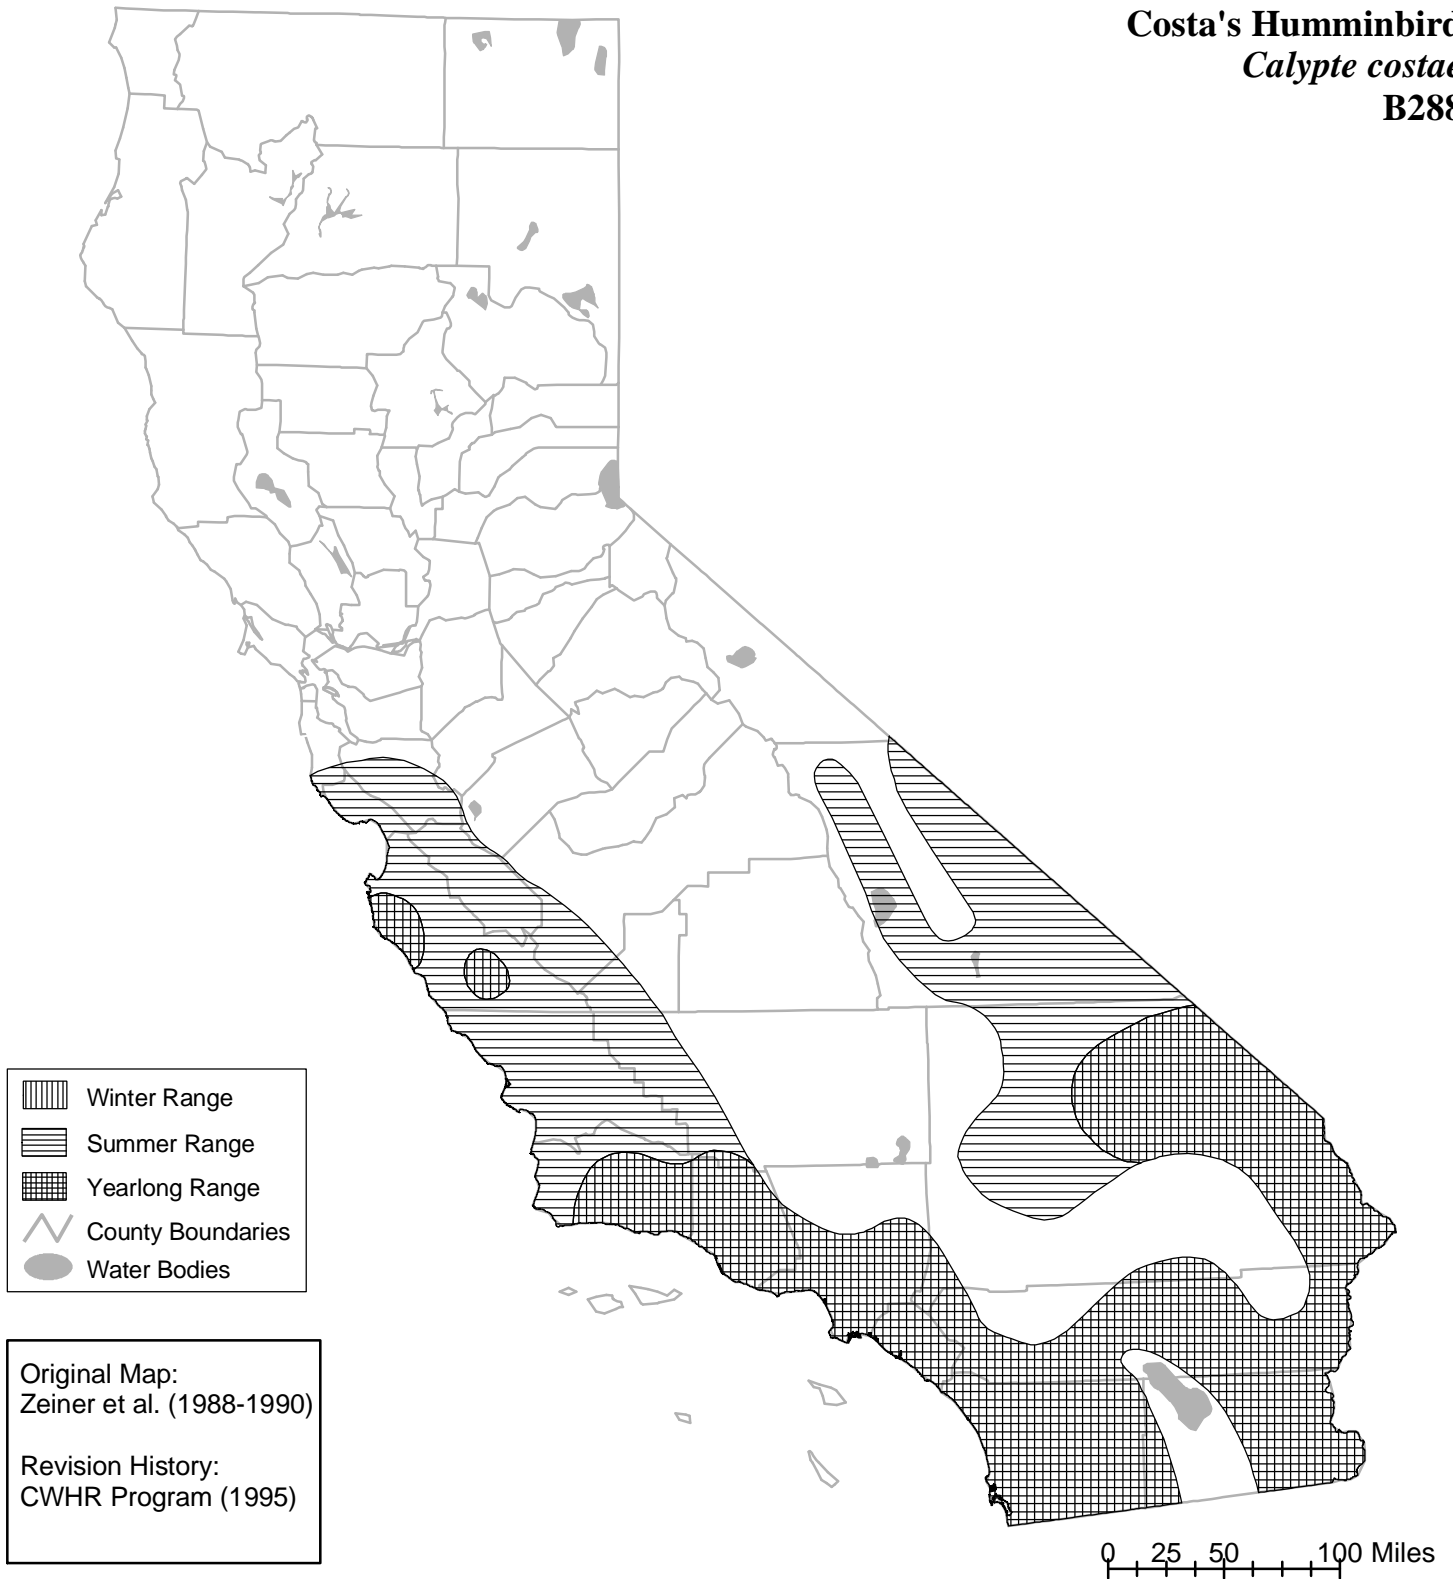 Costa's Humminbird
Calypte costae
B288
Winter Range
Summer Range
Yearlong Range
County Boundaries
Water Bodies
Original Map:
Zeiner et al. (1988-1990)
Revision History:
CWHR Program (1995)
0 25 50 100 Miles